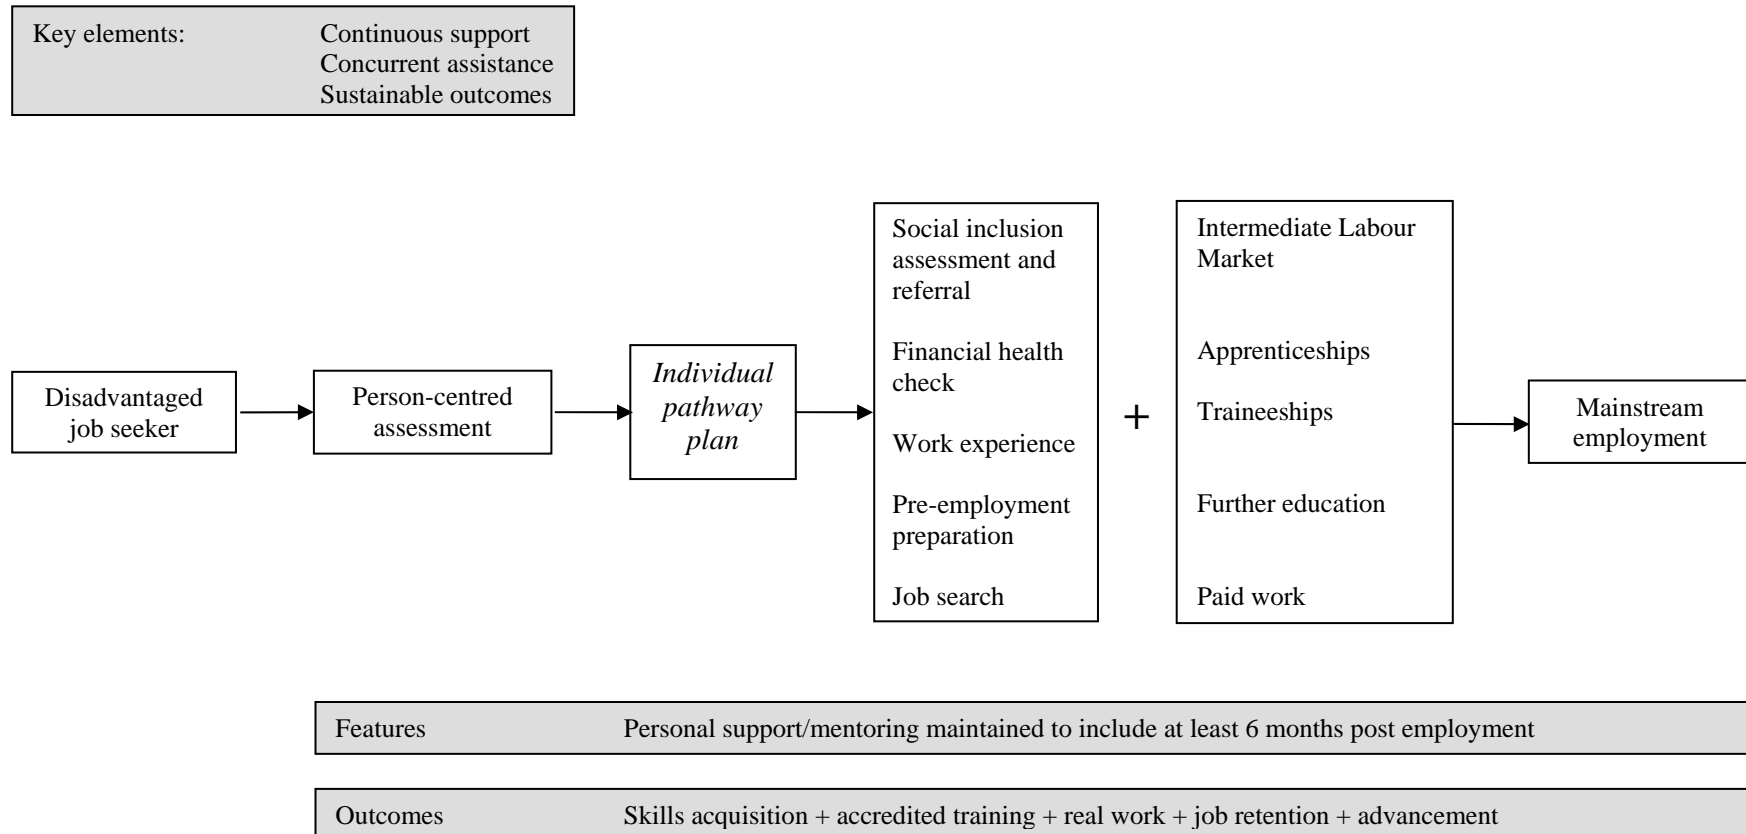 Key elements: Continuous support
Concurrent assistance
Sustainable outcomes
Disadvantaged
job seeker
Person-centred
assessment
Individual
pathway
plan
Social inclusion
assessment and
referral
Financial health
check
Work experience
Pre-employment
preparation
Job search
+
Intermediate Labour
Market
Apprenticeships
Traineeships
Further education
Paid work
Mainstream
employment
Features Personal support/mentoring maintained to include at least 6 months post employment
Outcomes Skills acquisition + accredited training + real work + job retention + advancement